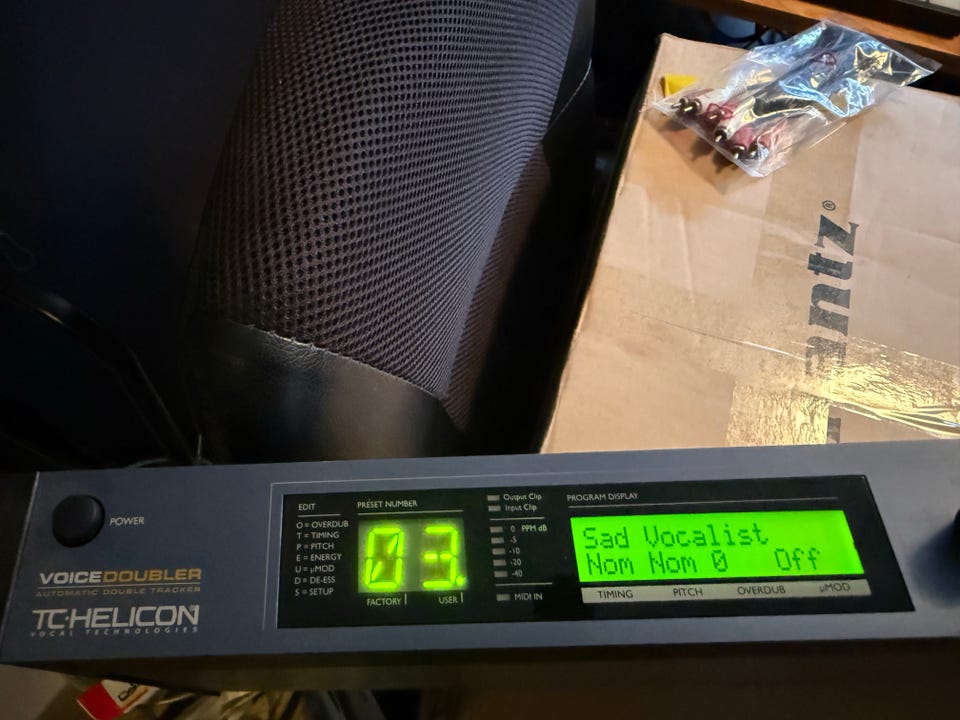 antz®
POWER
VOICEDOUBLER
AUTOMATIC DOUBLE TRACKER
TC·HELICON
VOCAL TECHNOLOGIES
EDIT
O = OVERDUB
T = TIMING
P = PITCH
E = ENERGY
U = µMOD
D = DE-ESS
S = SETUP
PRESET NUMBER
03.
FACTORY
USER
Output Clip
Input Clip
0 PPM dB
-5
-10
-20
-40
MIDI IN
PROGRAM DISPLAY
Sad Vocalist
Nom Nom 0 Off
TIMING PITCH OVERDUB µMOD